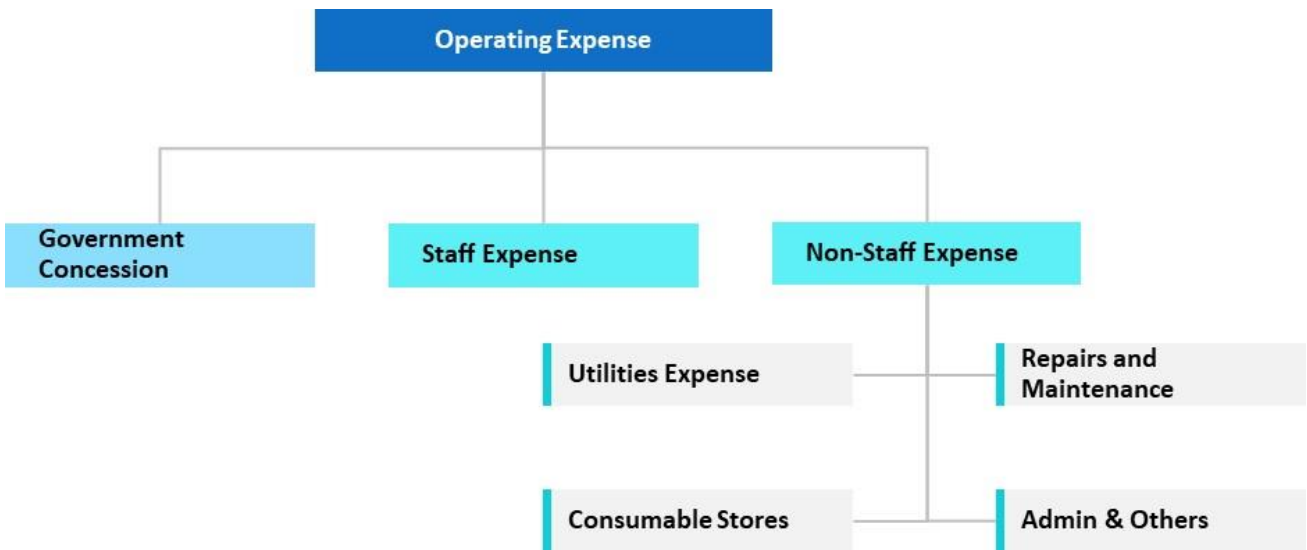 Operating Expense
Government
Concession
Staff Expense
Non-Staff Expense
Utilities Expense
Repairs and
Maintenance
Consumable Stores
Admin & Others